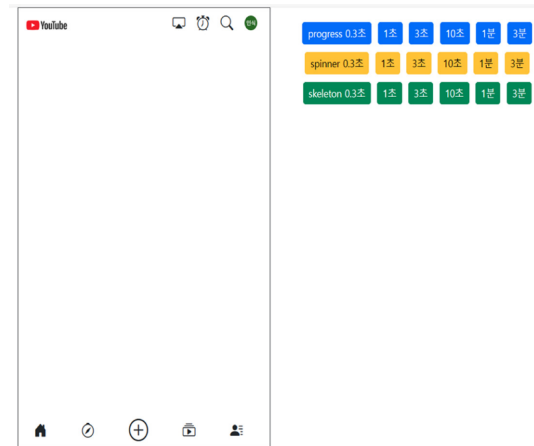 YouTube
민식
progress 0.3초 1초 3초 10초 1분 3분
spinner 0.3초 1초 3초 10초 1분 3분
skeleton 0.3초 1초 3초 10초 1분 3분